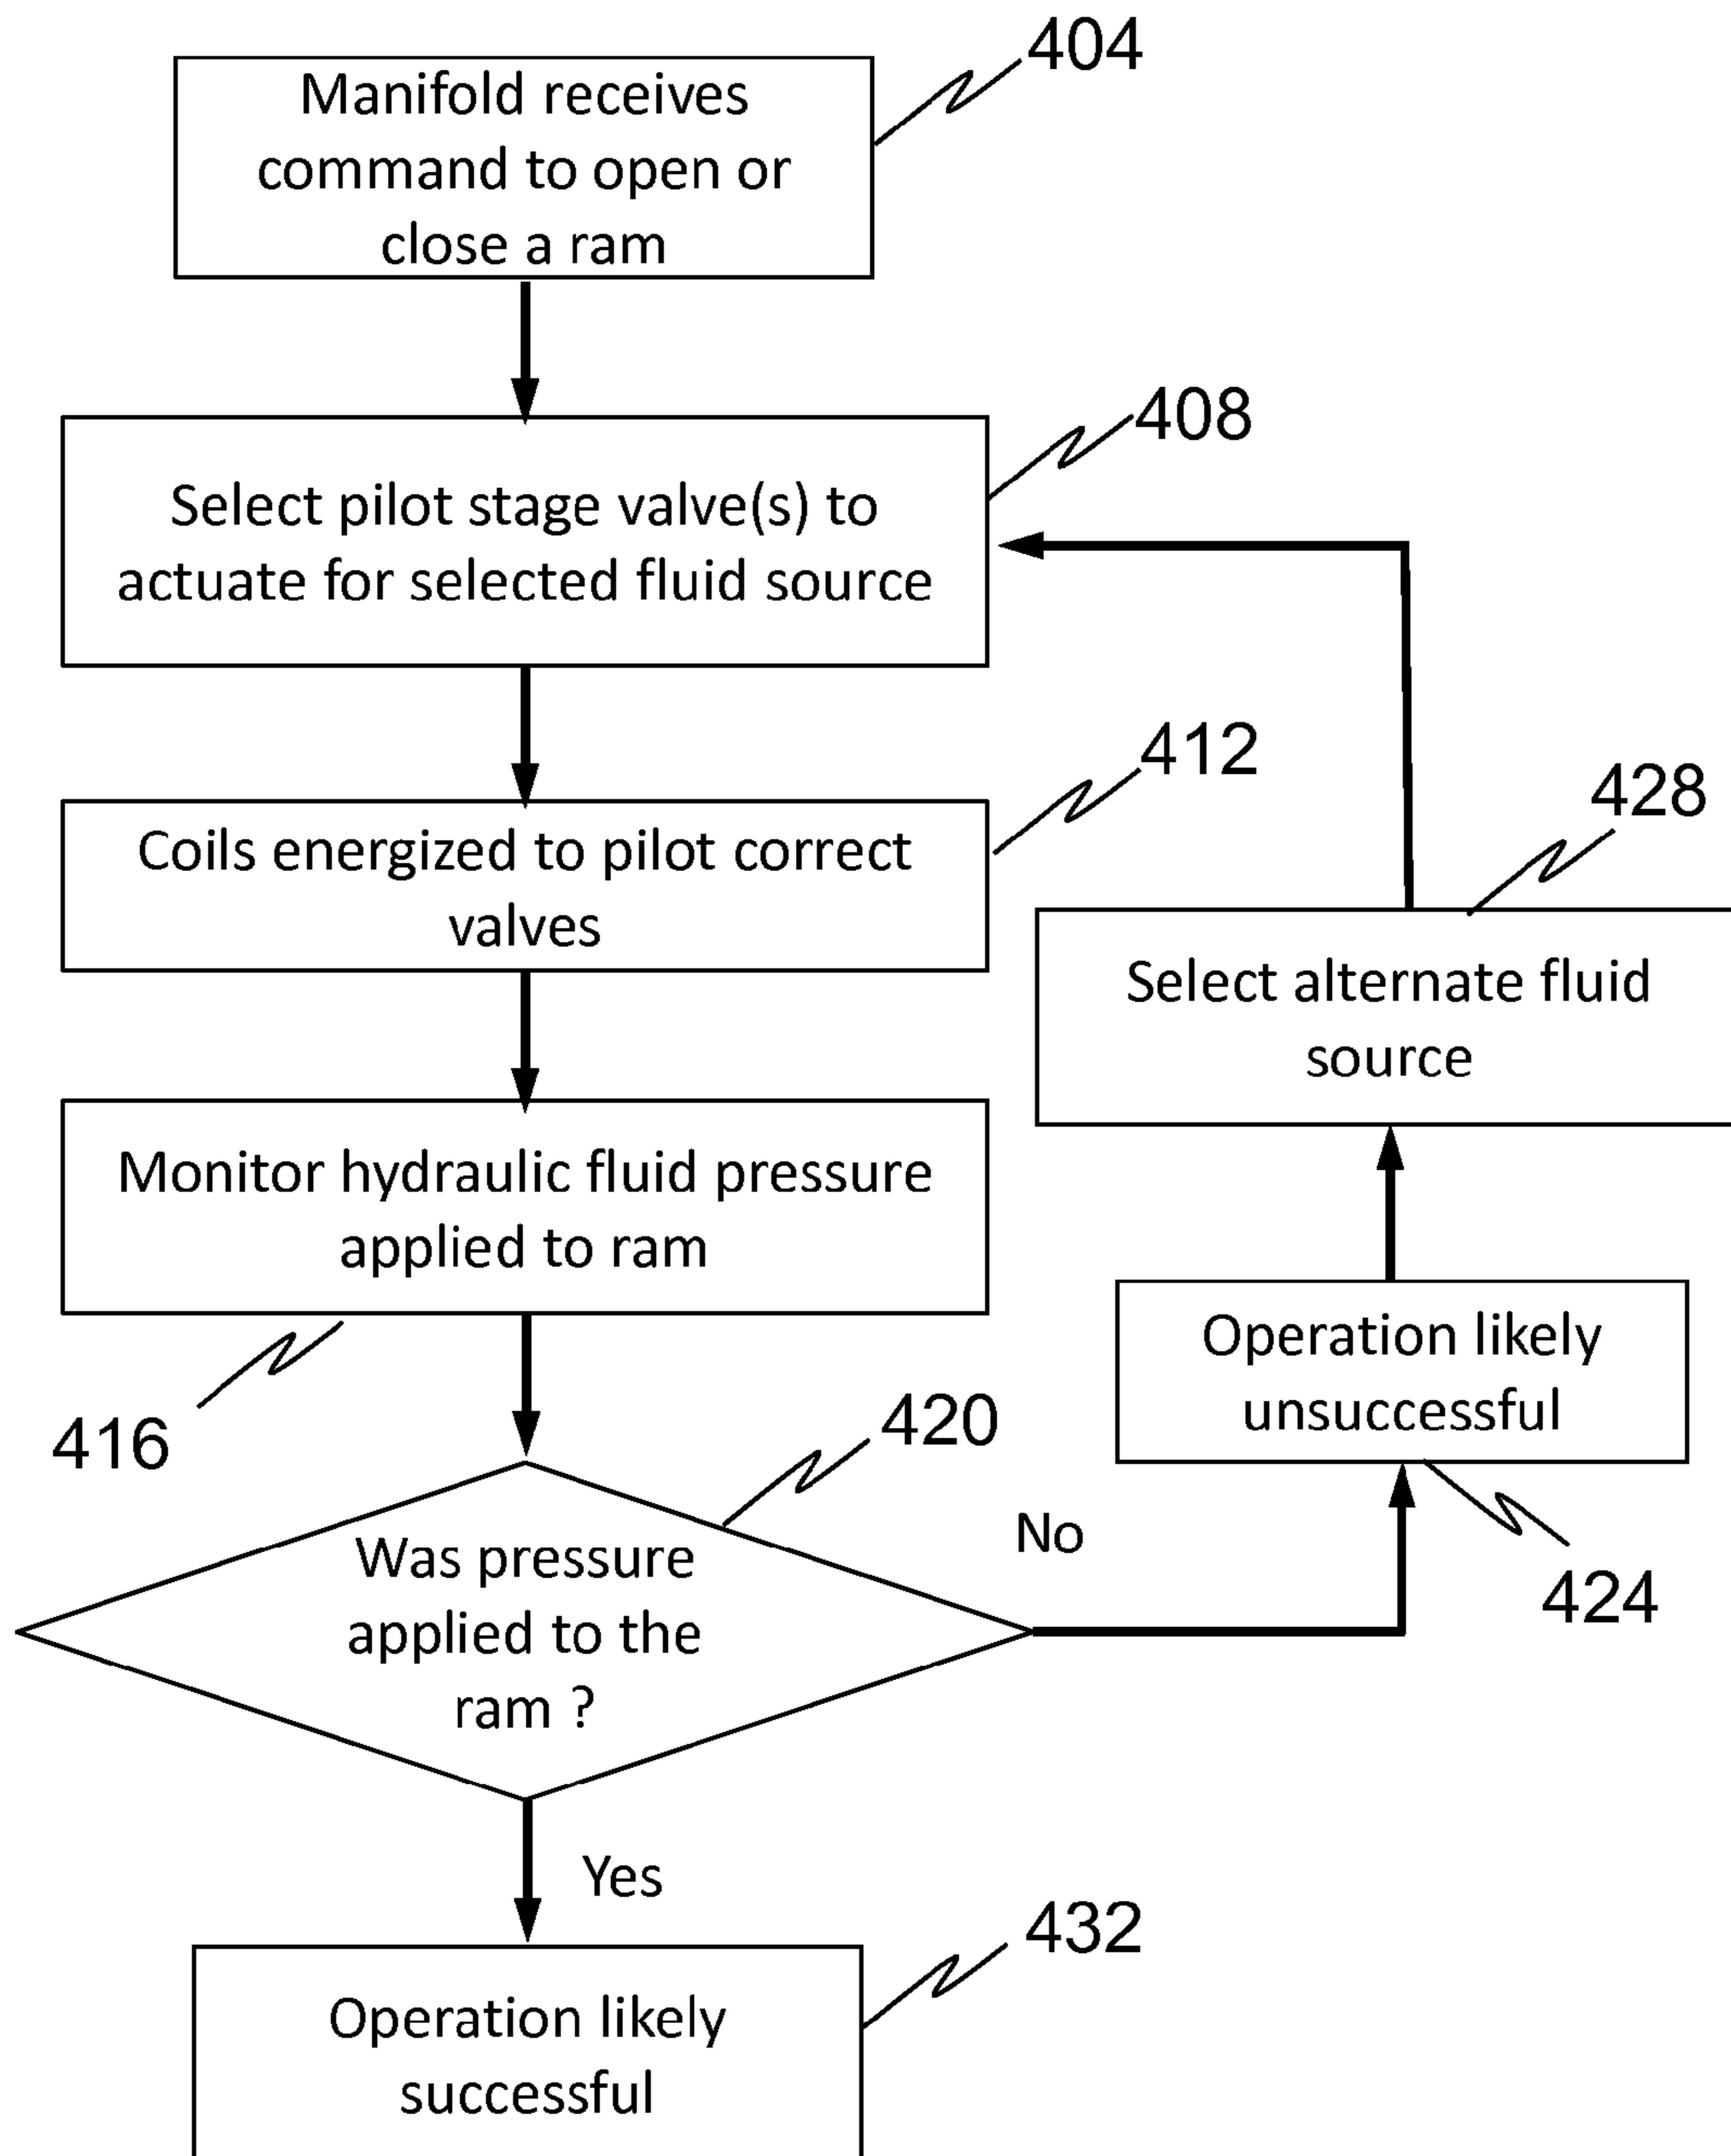 404
Manifold receives
command to open or
close a ram
408
Select pilot stage valve(s) to
actuate for selected fluid source
412
Coils energized to pilot correct
valves
428
Select alternate fluid
source
Monitor hydraulic fluid pressure
applied to ram
416
Operation likely
unsuccessful
424
420
Was pressure
applied to the
ram ?
No
Yes
432
Operation likely
successful